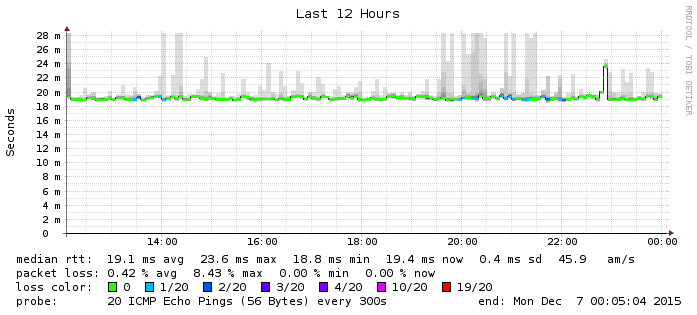 Last 12 Hours
RRDTOOL / TOBI OETIKER
Seconds
28 m
26 m
24 m
22 m
20 m
18 m
16 m
14 m
12 m
10 m
8 m
6 m
4 m
2 m
0
14:00 16:00 18:00 20:00 22:00 00:00
median rtt: 19.1 ms avg 23.6 ms max 18.8 ms min 19.4 ms now 0.4 ms sd 45.9 am/s
packet loss: 0.42 % avg 8.43 % max 0.00 % min 0.00 % now
loss color: 0 1/20 2/20 3/20 4/20 10/20 19/20
probe: 20 ICMP Echo Pings (56 Bytes) every 300s end: Mon Dec 7 00:05:04 2015